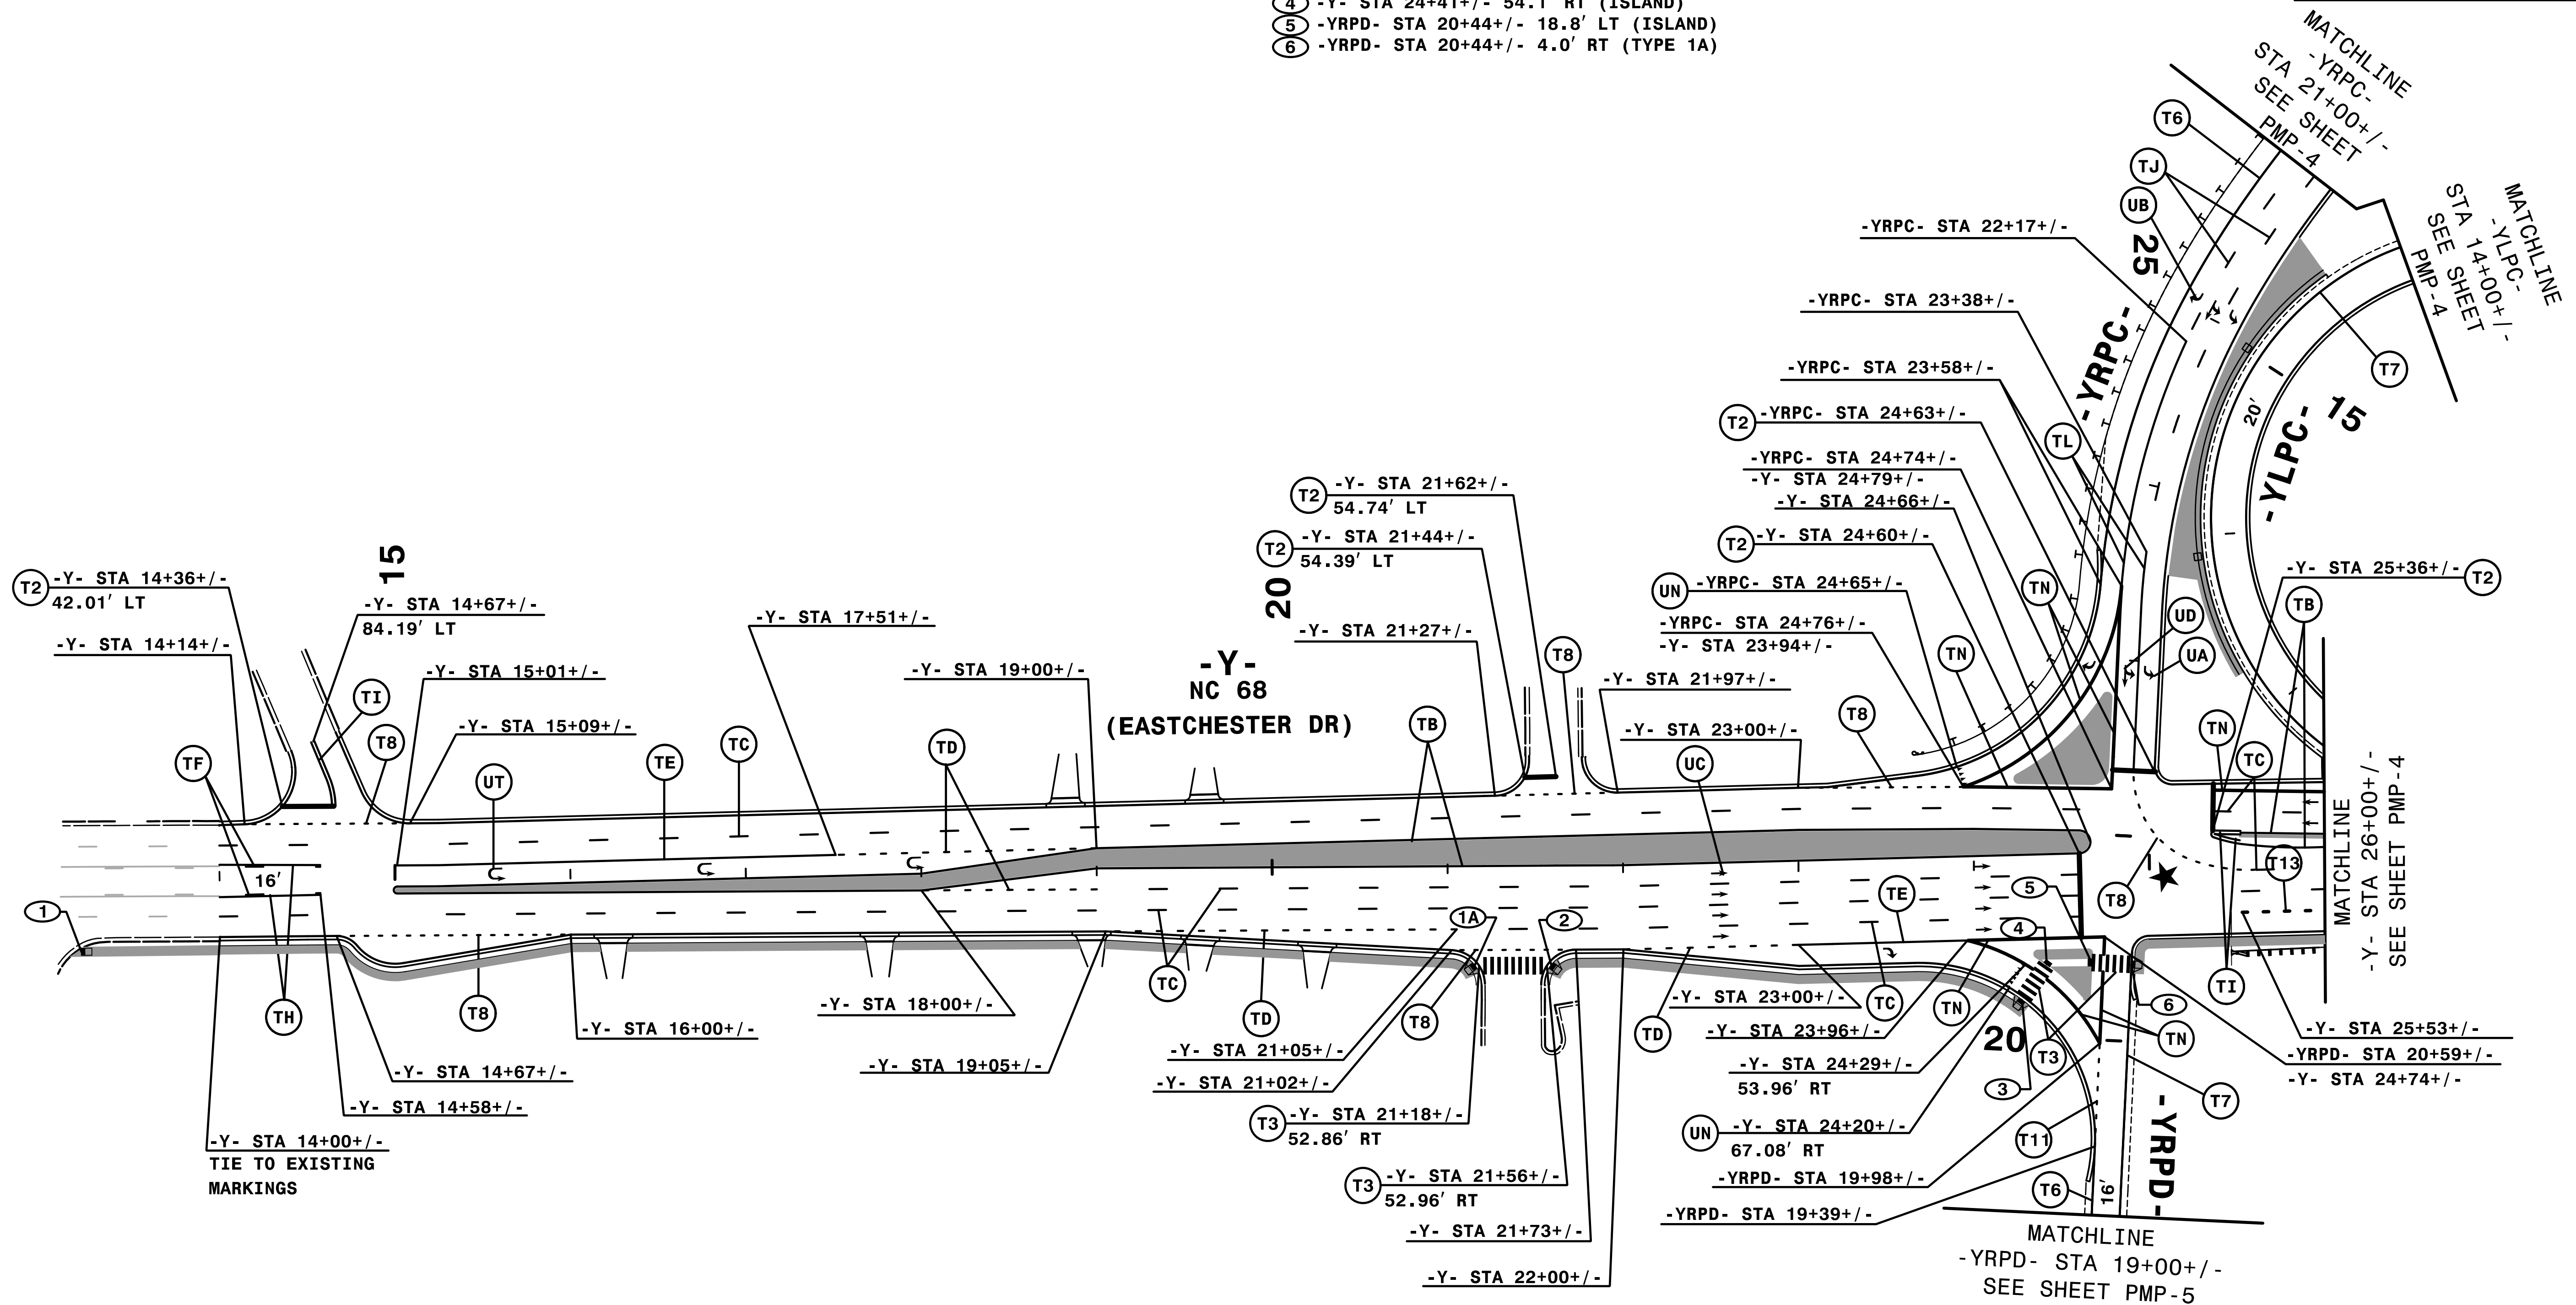 4 -Y- STA 24+41+/- 54.1' RT (ISLAND)
5 -YRPD- STA 20+44+/- 18.8' LT (ISLAND)
6 -YRPD- STA 20+44+/- 4.0' RT (TYPE 1A)
MATCHLINE
-YRPC-
STA 21+00+/-
SEE SHEET
PMP-4
MATCHLINE
-YLPC-
STA 14+00+/-
SEE SHEET
PMP-4
T6
TJ
UB
25
-YRPC-
-YRPC- STA 22+17+/-
-YRPC- STA 23+38+/-
-YRPC- STA 23+58+/-
T2 -YRPC- STA 24+63+/-
-YRPC- STA 24+74+/-
-Y- STA 24+79+/-
-Y- STA 24+66+/-
T2 -Y- STA 24+60+/-
UN -YRPC- STA 24+65+/-
-YRPC- STA 24+76+/-
-Y- STA 23+94+/-
TL
T7
20'
-YLPC- 15
TN
TN
UD
UA
-Y- STA 25+36+/- T2
TB
TN
TC
T13
T2 -Y- STA 21+62+/-
54.74' LT
T2 -Y- STA 21+44+/-
54.39' LT
20
-Y- STA 21+27+/-
T8
-Y- STA 21+97+/-
-Y- STA 23+00+/-
T8
UC
15
T2 -Y- STA 14+36+/-
42.01' LT
-Y- STA 14+14+/-
-Y- STA 14+67+/-
84.19' LT
TI
T8
-Y- STA 15+01+/-
-Y- STA 15+09+/-
-Y- STA 17+51+/-
-Y- STA 19+00+/-
-Y-
NC 68
(EASTCHESTER DR)
TF
UT
TE
TC
TD
TB
16'
1
1A
2
TE
5
4
T8
MATCHLINE
-Y- STA 26+00+/-
SEE SHEET PMP-4
TH
T8
-Y- STA 16+00+/-
-Y- STA 18+00+/-
TC
TD
T8
TD
-Y- STA 23+00+/-
TC
TN
TI
6
-Y- STA 14+67+/-
-Y- STA 14+58+/-
-Y- STA 14+00+/-
TIE TO EXISTING
MARKINGS
-Y- STA 19+05+/-
-Y- STA 21+05+/-
-Y- STA 21+02+/-
T3 -Y- STA 21+18+/-
52.86' RT
T3 -Y- STA 21+56+/-
52.96' RT
-Y- STA 21+73+/-
-Y- STA 22+00+/-
-Y- STA 23+96+/-
-Y- STA 24+29+/-
53.96' RT
UN -Y- STA 24+20+/-
67.08' RT
-YRPD- STA 19+98+/-
-YRPD- STA 19+39+/-
20
T3
3
TN
-Y- STA 25+53+/-
-YRPD- STA 20+59+/-
-Y- STA 24+74+/-
T7
T11
T6
16'
-YRPD-
MATCHLINE
-YRPD- STA 19+00+/-
SEE SHEET PMP-5